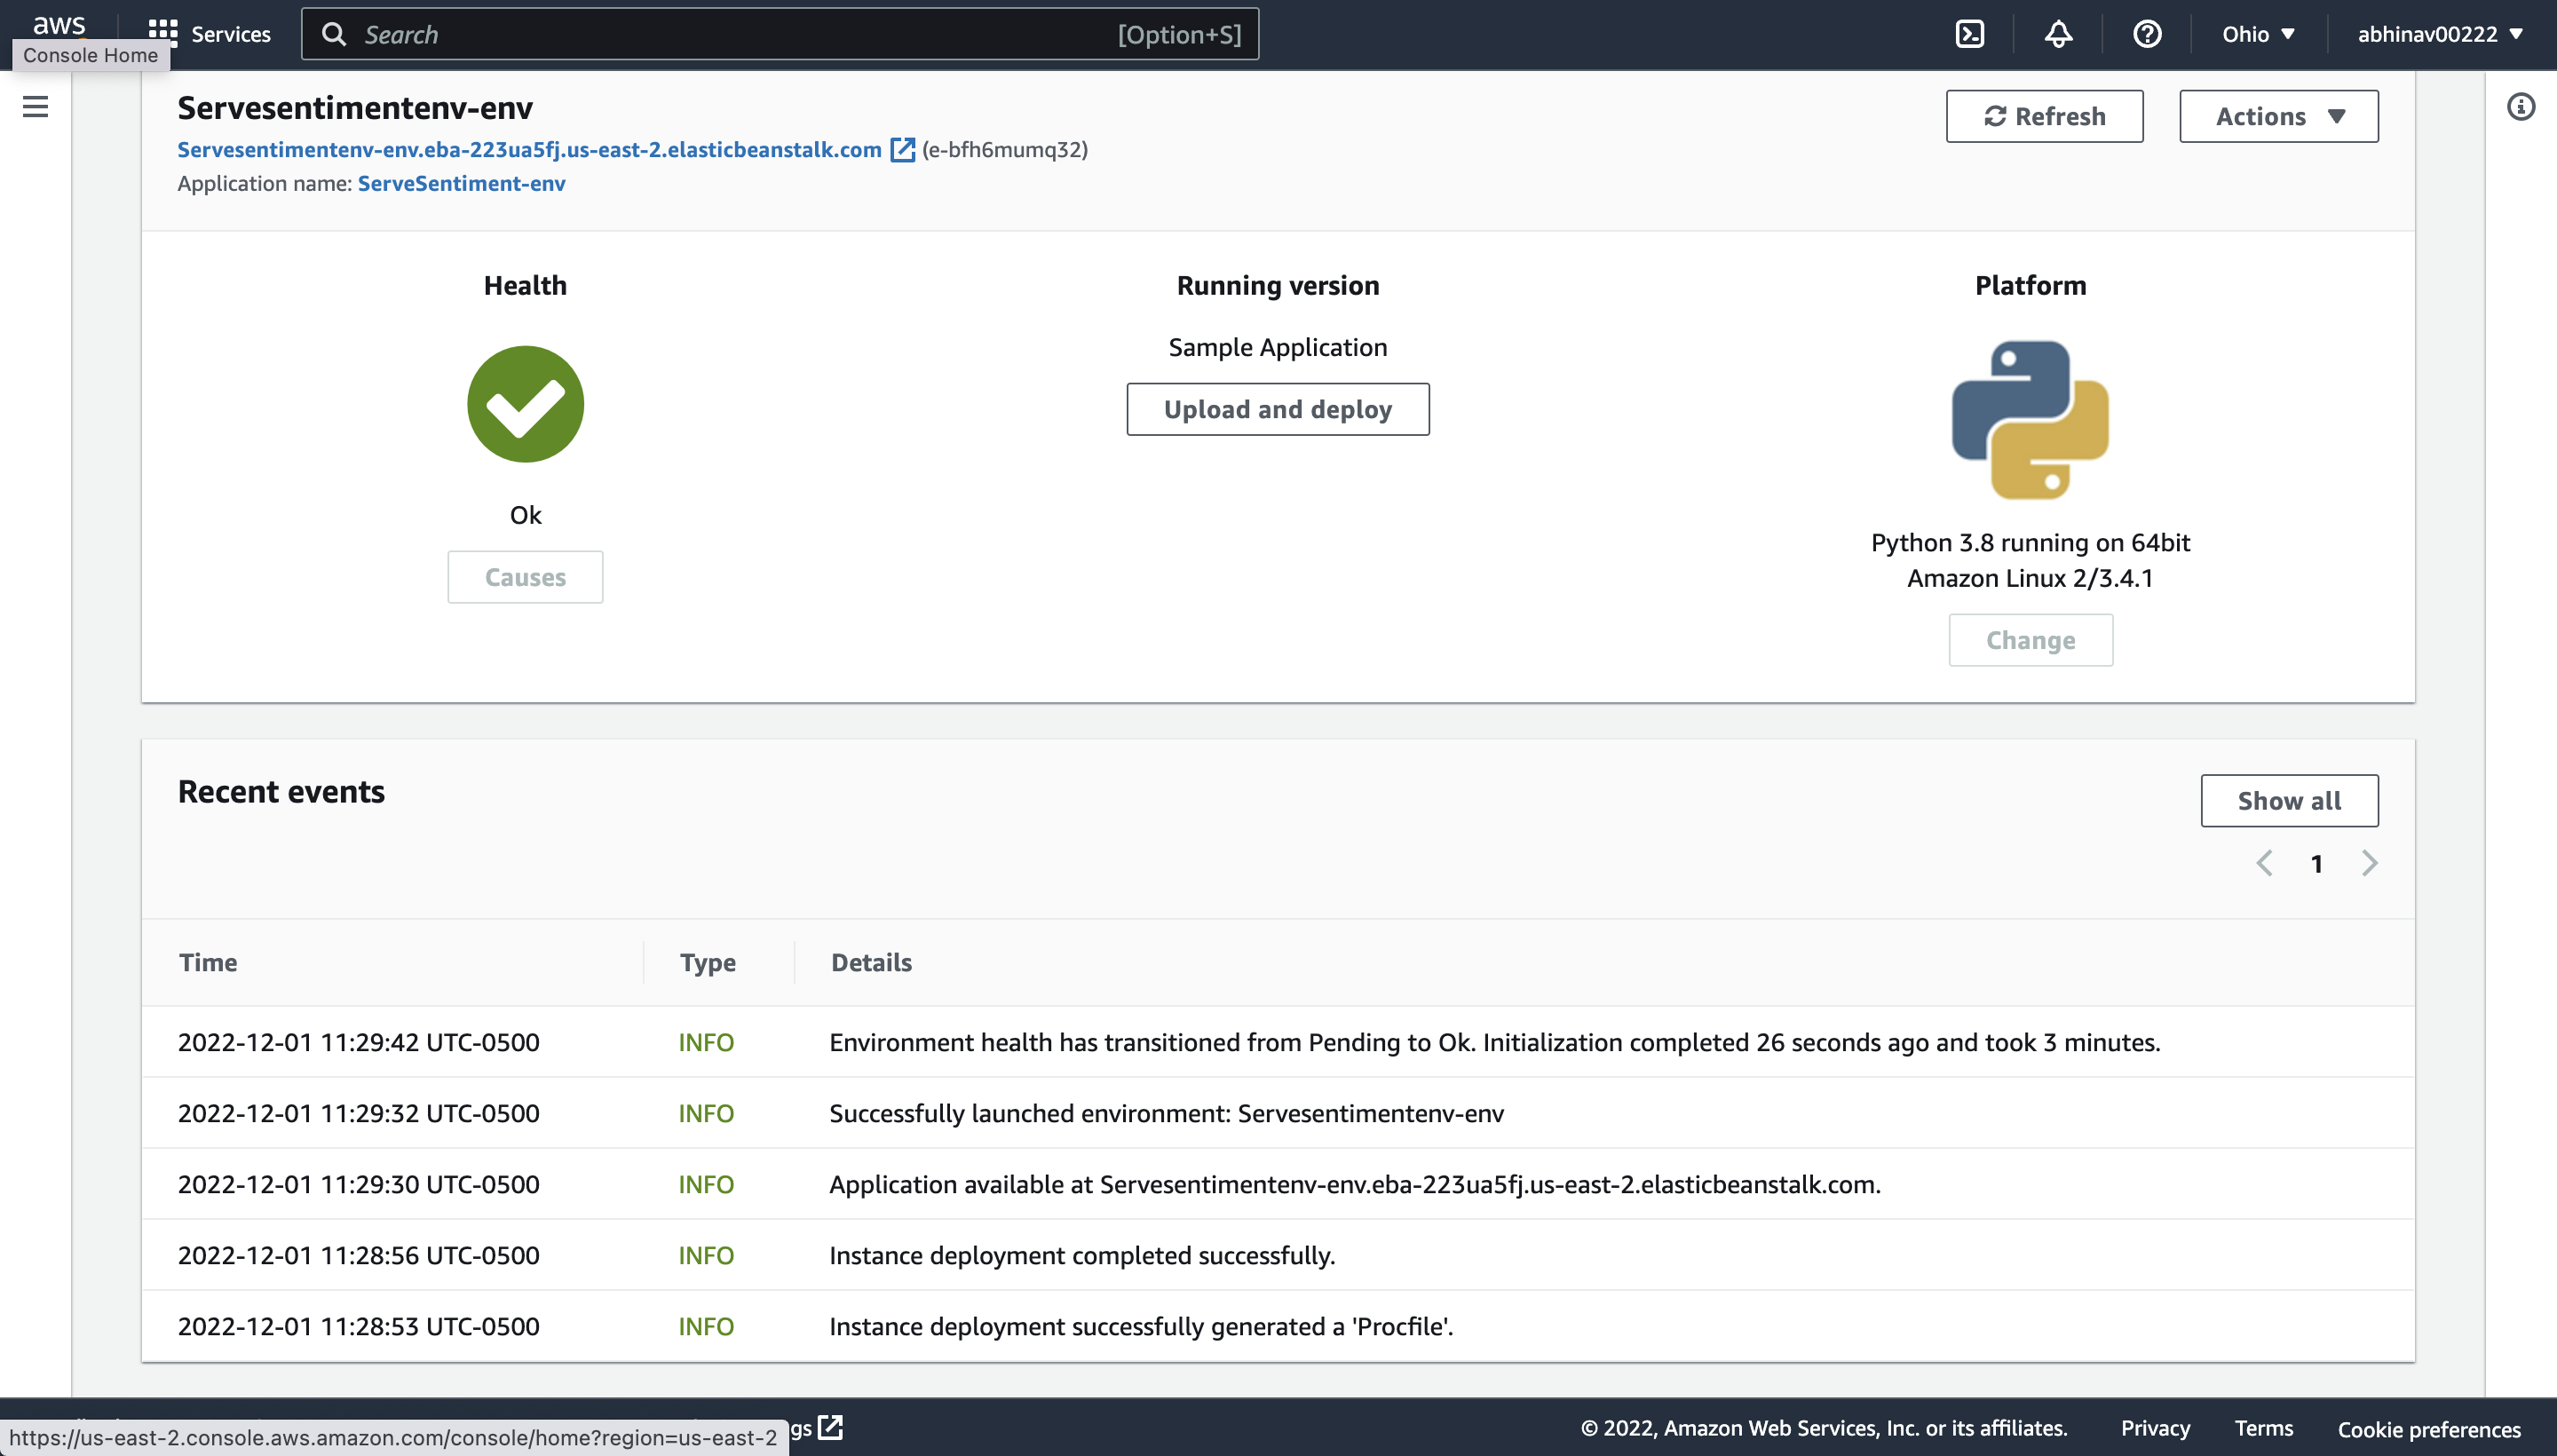 aws
Services
Search
[Option+S]
Ohio
abhinav00222
Console Home
Servesentimentenv-env
Servesentimentenv-env.eba-223ua5fj.us-east-2.elasticbeanstalk.com (e-bfh6mumq32)
Application name: ServeSentiment-env
Refresh
Actions
Health
Ok
Causes
Running version
Sample Application
Upload and deploy
Platform
Python 3.8 running on 64bit
Amazon Linux 2/3.4.1
Change
Recent events
Show all
1
Time Type Details
2022-12-01 11:29:42 UTC-0500 INFO Environment health has transitioned from Pending to Ok. Initialization completed 26 seconds ago and took 3 minutes.
2022-12-01 11:29:32 UTC-0500 INFO Successfully launched environment: Servesentimentenv-env
2022-12-01 11:29:30 UTC-0500 INFO Application available at Servesentimentenv-env.eba-223ua5fj.us-east-2.elasticbeanstalk.com.
2022-12-01 11:28:56 UTC-0500 INFO Instance deployment completed successfully.
2022-12-01 11:28:53 UTC-0500 INFO Instance deployment successfully generated a 'Procfile'.
gs
© 2022, Amazon Web Services, Inc. or its affiliates.
Privacy
Terms
Cookie preferences
https://us-east-2.console.aws.amazon.com/console/home?region=us-east-2